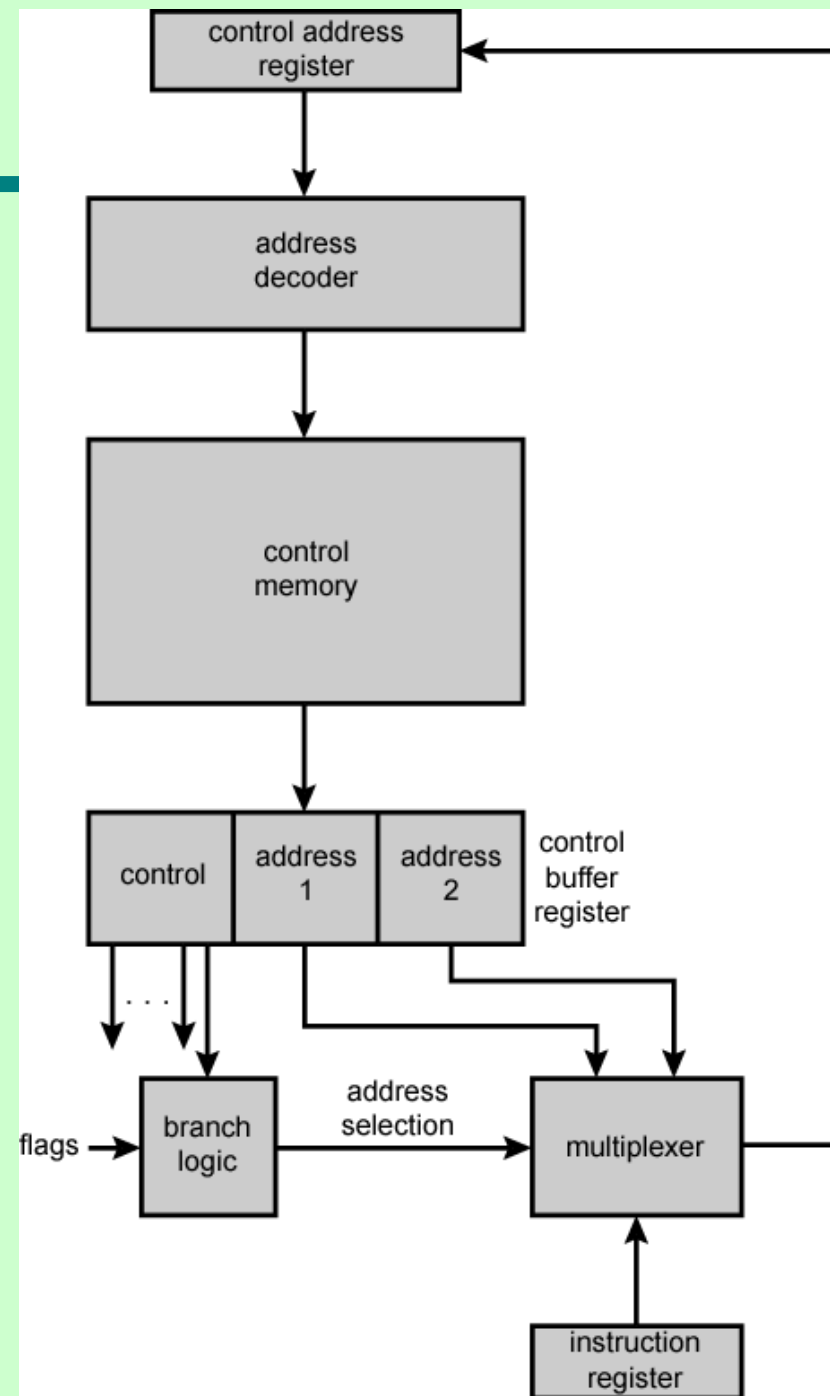 control address
register
address
decoder
control
memory
control
address
1
address
2
control
buffer
register
. . .
flags
branch
logic
address
selection
multiplexer
instruction
register